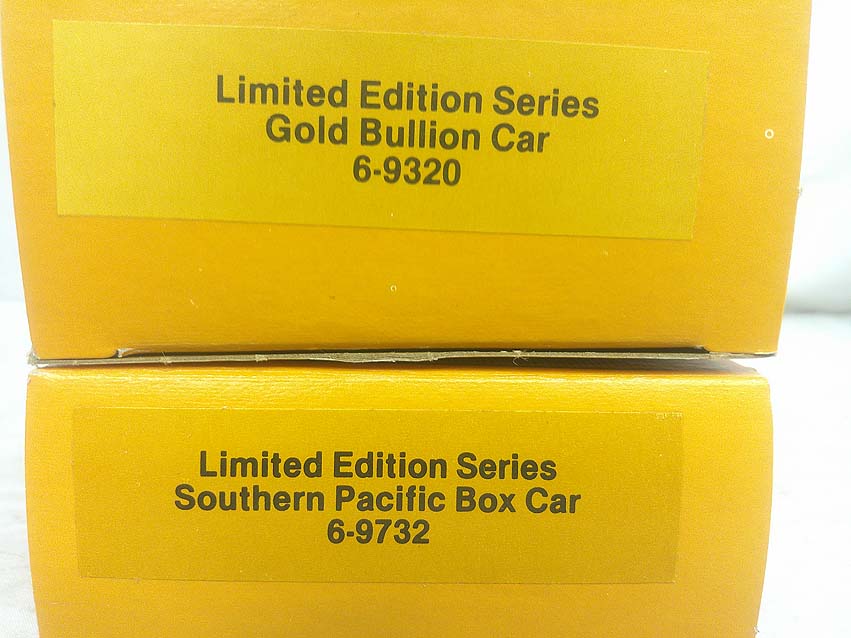 Limited Edition Series
Gold Bullion Car
6-9320
Limited Edition Series
Southern Pacific Box Car
6-9732